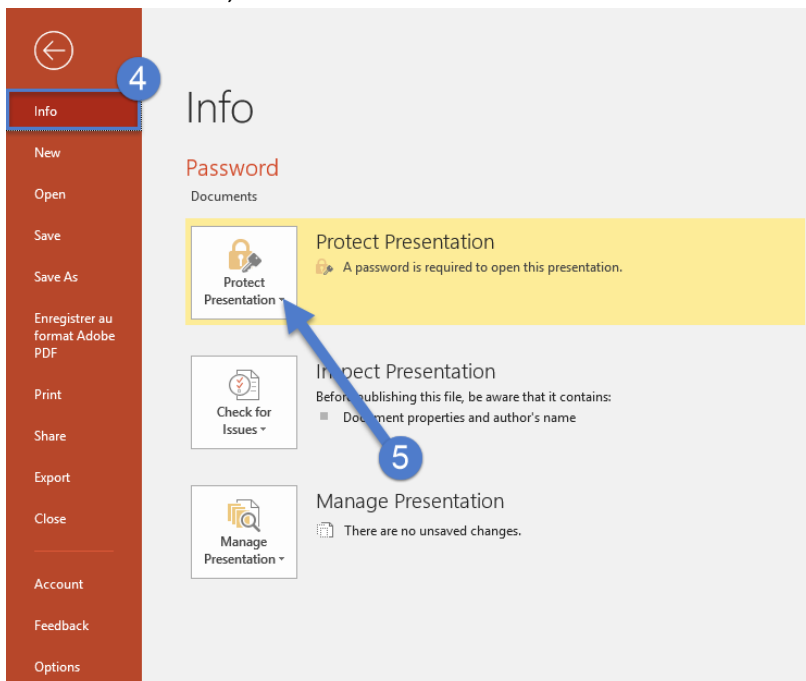 4
Info
New
Open
Save
Save As
Enregistrer au
format Adobe
PDF
Print
Share
Export
Close
Account
Feedback
Options
Info
Password
Documents
Protect
Presentation
Protect Presentation
A password is required to open this presentation.
Check for
Issues
Inspect Presentation
Before publishing this file, be aware that it contains:
Document properties and author's name
5
Manage
Presentation
Manage Presentation
There are no unsaved changes.